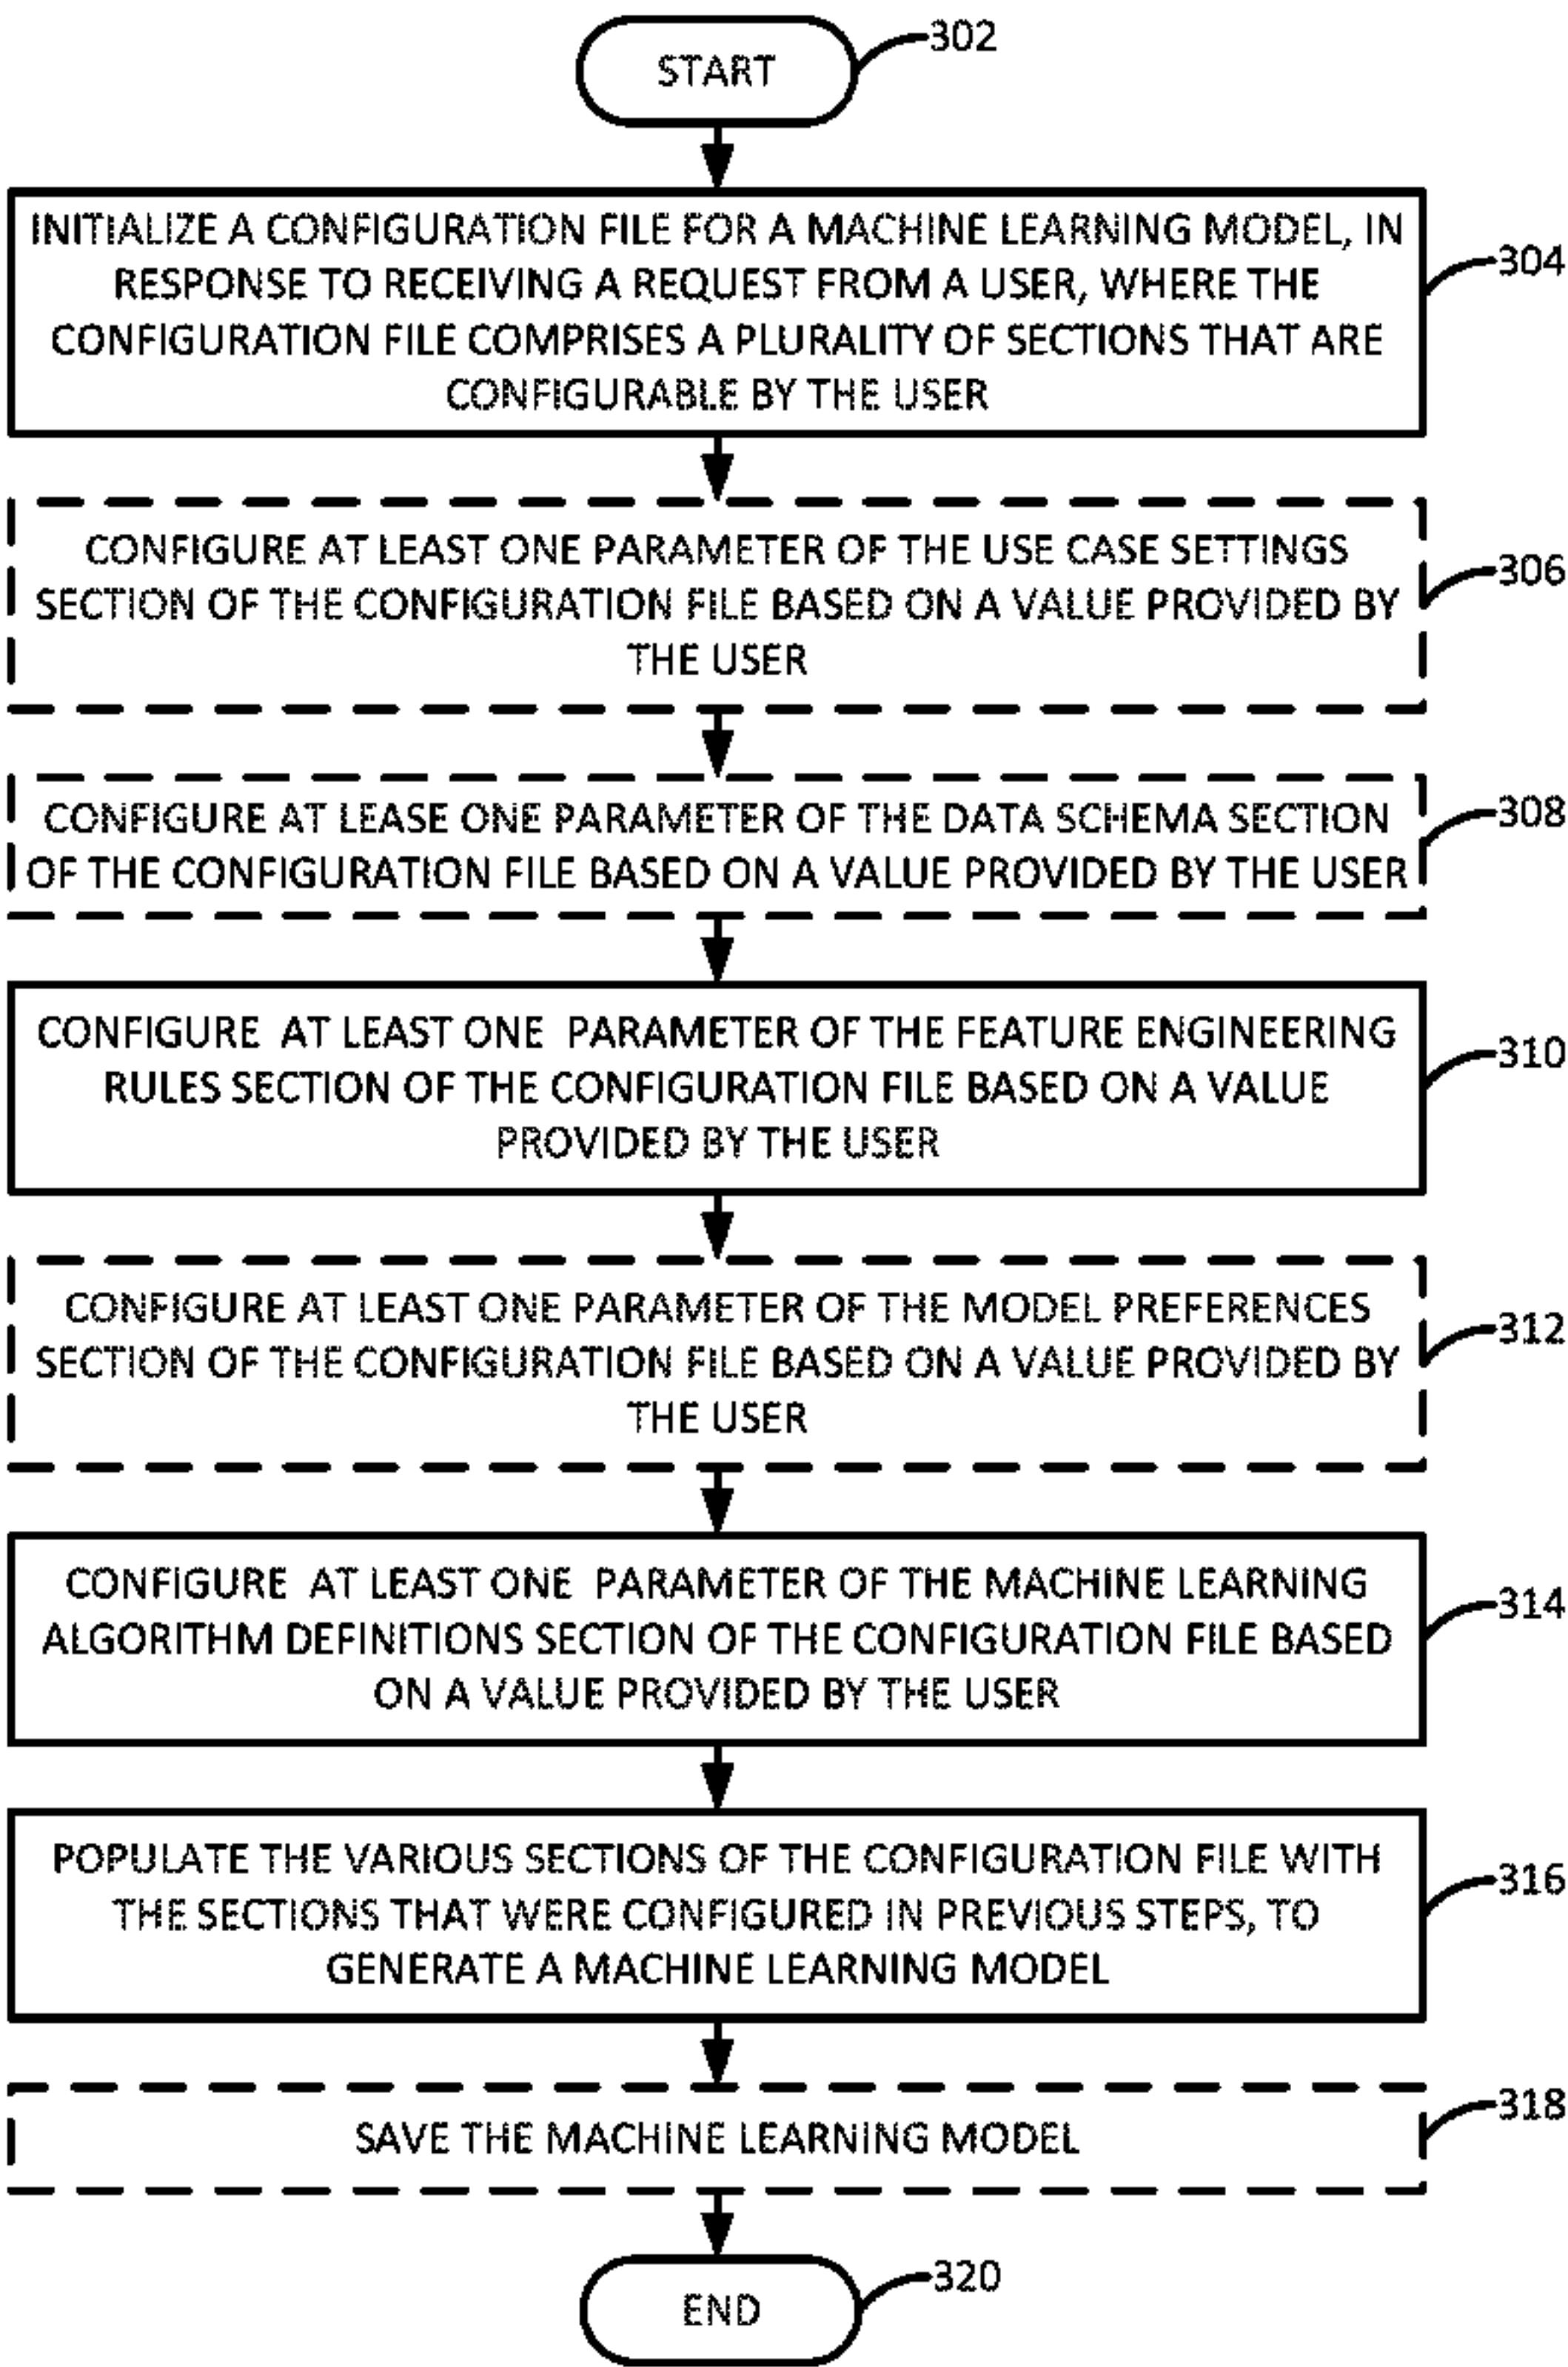 START
302
INITIALIZE A CONFIGURATION FILE FOR A MACHINE LEARNING MODEL, IN
RESPONSE TO RECEIVING A REQUEST FROM A USER, WHERE THE
CONFIGURATION FILE COMPRISES A PLURALITY OF SECTIONS THAT ARE
CONFIGURABLE BY THE USER
304
CONFIGURE AT LEAST ONE PARAMETER OF THE USE CASE SETTINGS
SECTION OF THE CONFIGURATION FILE BASED ON A VALUE PROVIDED BY
THE USER
306
CONFIGURE AT LEASE ONE PARAMETER OF THE DATA SCHEMA SECTION
OF THE CONFIGURATION FILE BASED ON A VALUE PROVIDED BY THE USER
308
CONFIGURE AT LEAST ONE PARAMETER OF THE FEATURE ENGINEERING
RULES SECTION OF THE CONFIGURATION FILE BASED ON A VALUE
PROVIDED BY THE USER
310
CONFIGURE AT LEAST ONE PARAMETER OF THE MODEL PREFERENCES
SECTION OF THE CONFIGURATION FILE BASED ON A VALUE PROVIDED BY
THE USER
312
CONFIGURE AT LEAST ONE PARAMETER OF THE MACHINE LEARNING
ALGORITHM DEFINITIONS SECTION OF THE CONFIGURATION FILE BASED
ON A VALUE PROVIDED BY THE USER
314
POPULATE THE VARIOUS SECTIONS OF THE CONFIGURATION FILE WITH
THE SECTIONS THAT WERE CONFIGURED IN PREVIOUS STEPS, TO
GENERATE A MACHINE LEARNING MODEL
316
SAVE THE MACHINE LEARNING MODEL
318
END
320